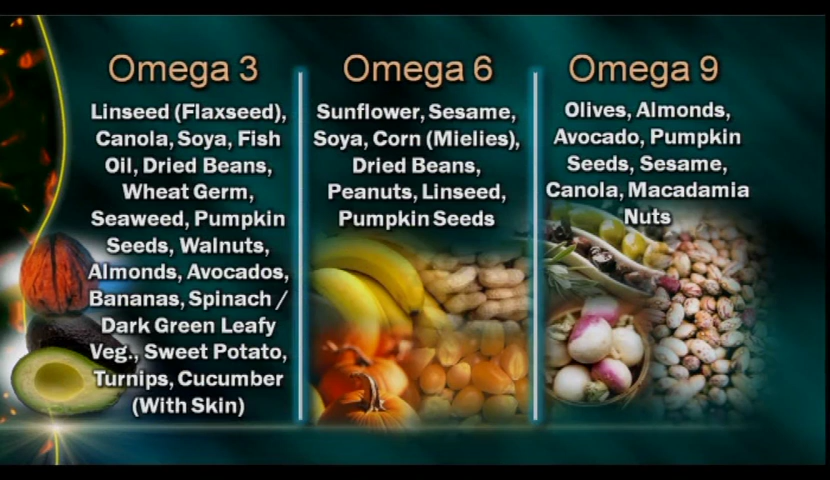 Omega 3
Linseed (Flaxseed),
Canola, Soya, Fish
Oil, Dried Beans,
Wheat Germ,
Seaweed, Pumpkin
Seeds, Walnuts,
Almonds, Avocados,
Bananas, Spinach /
Dark Green Leafy
Veg., Sweet Potato,
Turnips, Cucumber
(With Skin)
Omega 6
Sunflower, Sesame,
Soya, Corn (Mielies),
Dried Beans,
Peanuts, Linseed,
Pumpkin Seeds
Omega 9
Olives, Almonds,
Avocado, Pumpkin
Seeds, Sesame,
Canola, Macadamia
Nuts